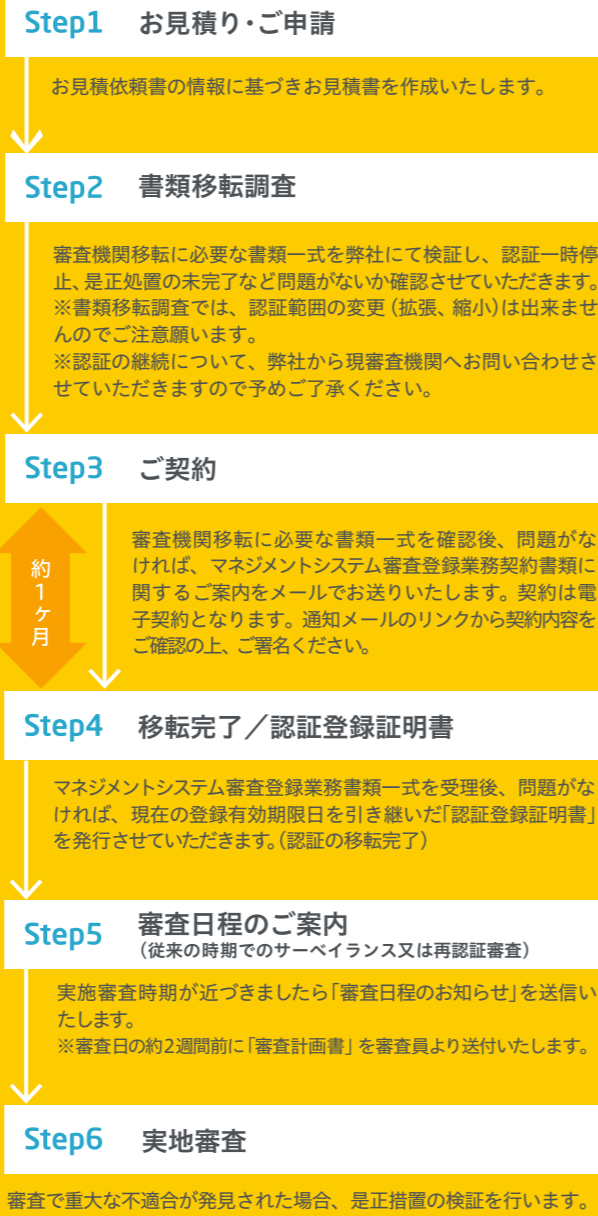 Step1 お見積り・ご申請
お見積依頼書の情報に基づきお見積書を作成いたします。
Step2 書類移転調査
審査機関移転に必要な書類一式を弊社にて検証し、認証一時停
止、是正処置の未完了など問題がないか確認させていただきます。
※書類移転調査では、認証範囲の変更（拡張、縮小）は出来ませ
んのでご注意願います。
※認証の継続について、弊社から現審査機関へお問い合わせさ
せていただきますので予めご了承ください。
Step3 ご契約
約1ヶ月
審査機関移転に必要な書類一式を確認後、問題がな
ければ、マネジメントシステム審査登録業務契約書類に
関するご案内をメールでお送りいたします。契約は電
子契約となります。通知メールのリンクから契約内容を
ご確認の上、ご署名ください。
Step4 移転完了／認証登録証明書
マネジメントシステム審査登録業務書類一式を受理後、問題がな
ければ、現在の登録有効期限日を引き継いだ「認証登録証明書」
を発行させていただきます。（認証の移転完了）
Step5 審査日程のご案内
（従来の時期でのサーベイランス又は再認証審査）
実施審査時期が近づきましたら「審査日程のお知らせ」を送信い
たします。
※審査日の約2週間前に「審査計画書」を審査員より送付いたします。
Step6 実地審査
審査で重大な不適合が発見された場合、是正措置の検証を行います。